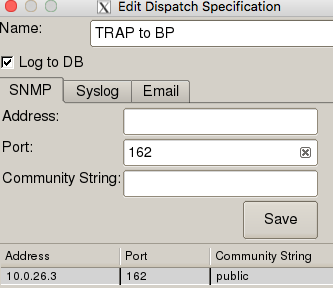 Edit Dispatch Specification
Name: TRAP to BP
Log to DB
SNMP Syslog Email
Address:
Port: 162
Community String:
Save
Address Port Community String
10.0.26.3 162 public